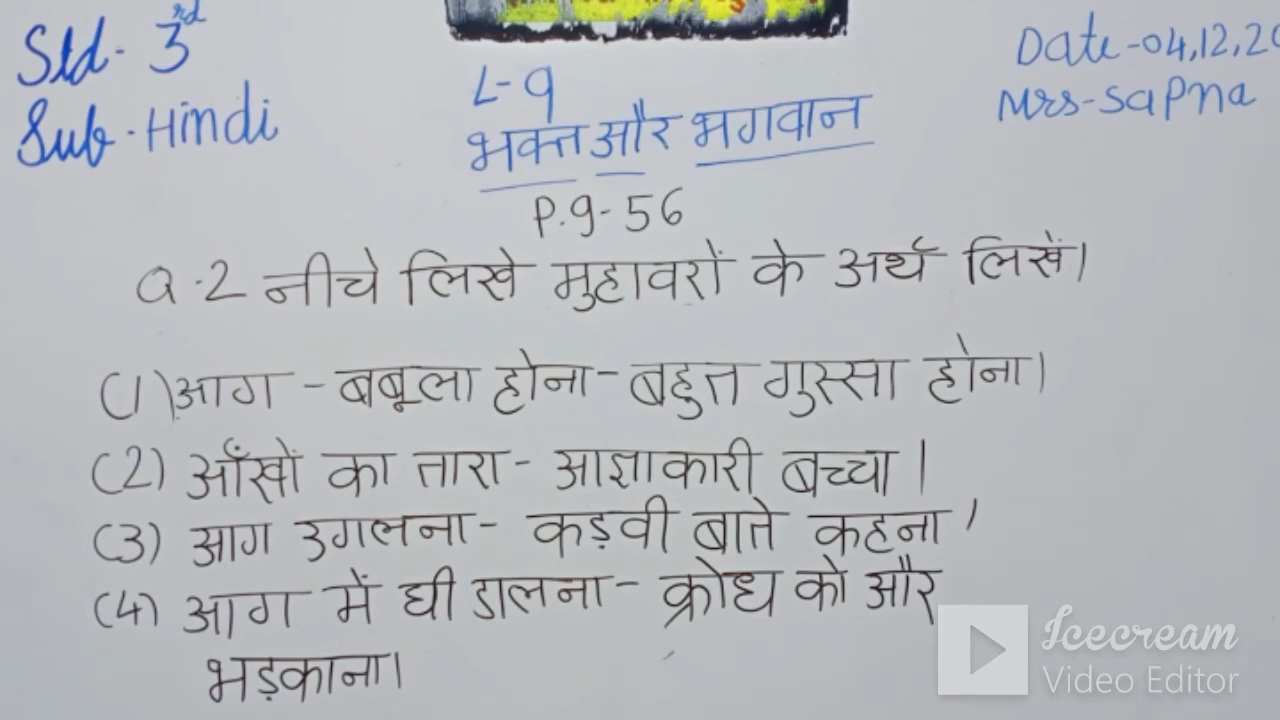 Std- 3rd
Sub-Hindi
Date-04,12,20
Mrs-Sapna
L-9
भक्त और भगवान
P.g-56
Q.2 नीचे लिखे मुहावरों के अर्थ लिखें।
(1) आग - बबूला होना - बहुत गुस्सा होना।
(2) आँखों का तारा - आज्ञाकारी बच्चा।
(3) आग उगलना - कड़वी बाते कहना।
(4) आग में घी डालना - क्रोध को और
भड़काना।
Icecream
Video Editor